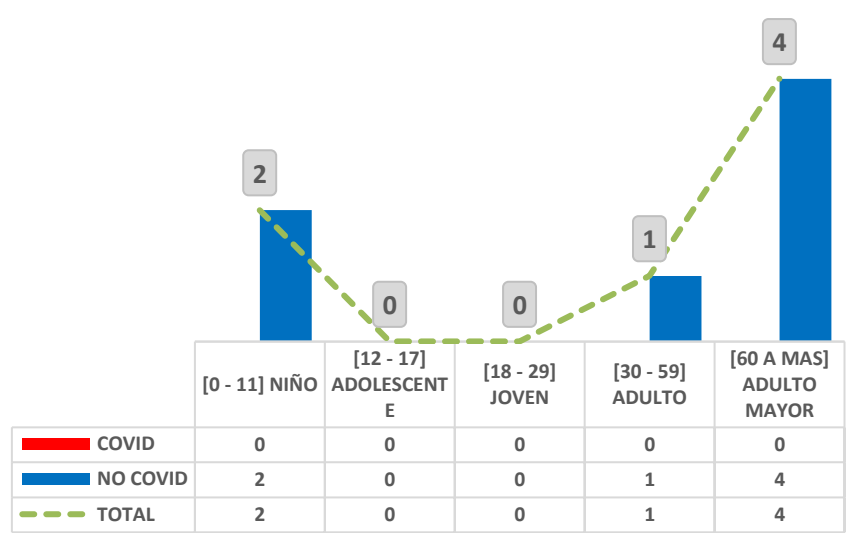 4
2
1
0
0
[0 - 11] NIÑO
[12 - 17]
ADOLESCENT
E
[18 - 29]
JOVEN
[30 - 59]
ADULTO
[60 A MAS]
ADULTO
MAYOR
COVID 0 0 0 0 0
NO COVID 2 0 0 1 4
TOTAL 2 0 0 1 4